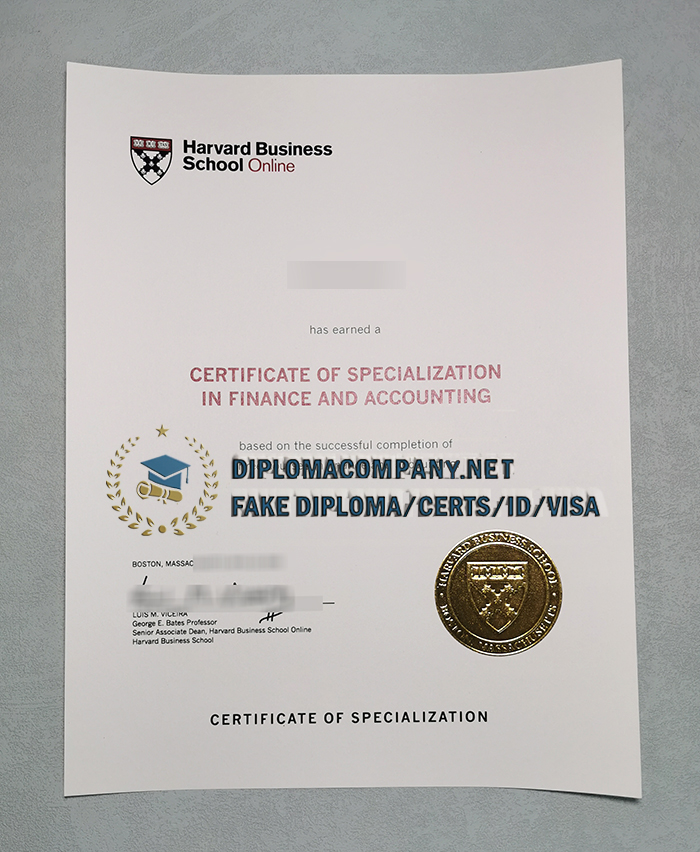 Harvard Business
School Online
has earned a
CERTIFICATE OF SPECIALIZATION
IN FINANCE AND ACCOUNTING
based on the successful completion of
DIPLOMACOMPANY.NET
FAKE DIPLOMA/CERTS/ID/VISA
BOSTON,
LUIS M. VICEIRA
George E. Bates Professor
Senior Associate Dean, Harvard Business School Online
Harvard Business School
HARVARD BUSINESS SCHOOL
BOSTON, MASSACHUSETTS
CERTIFICATE OF SPECIALIZATION